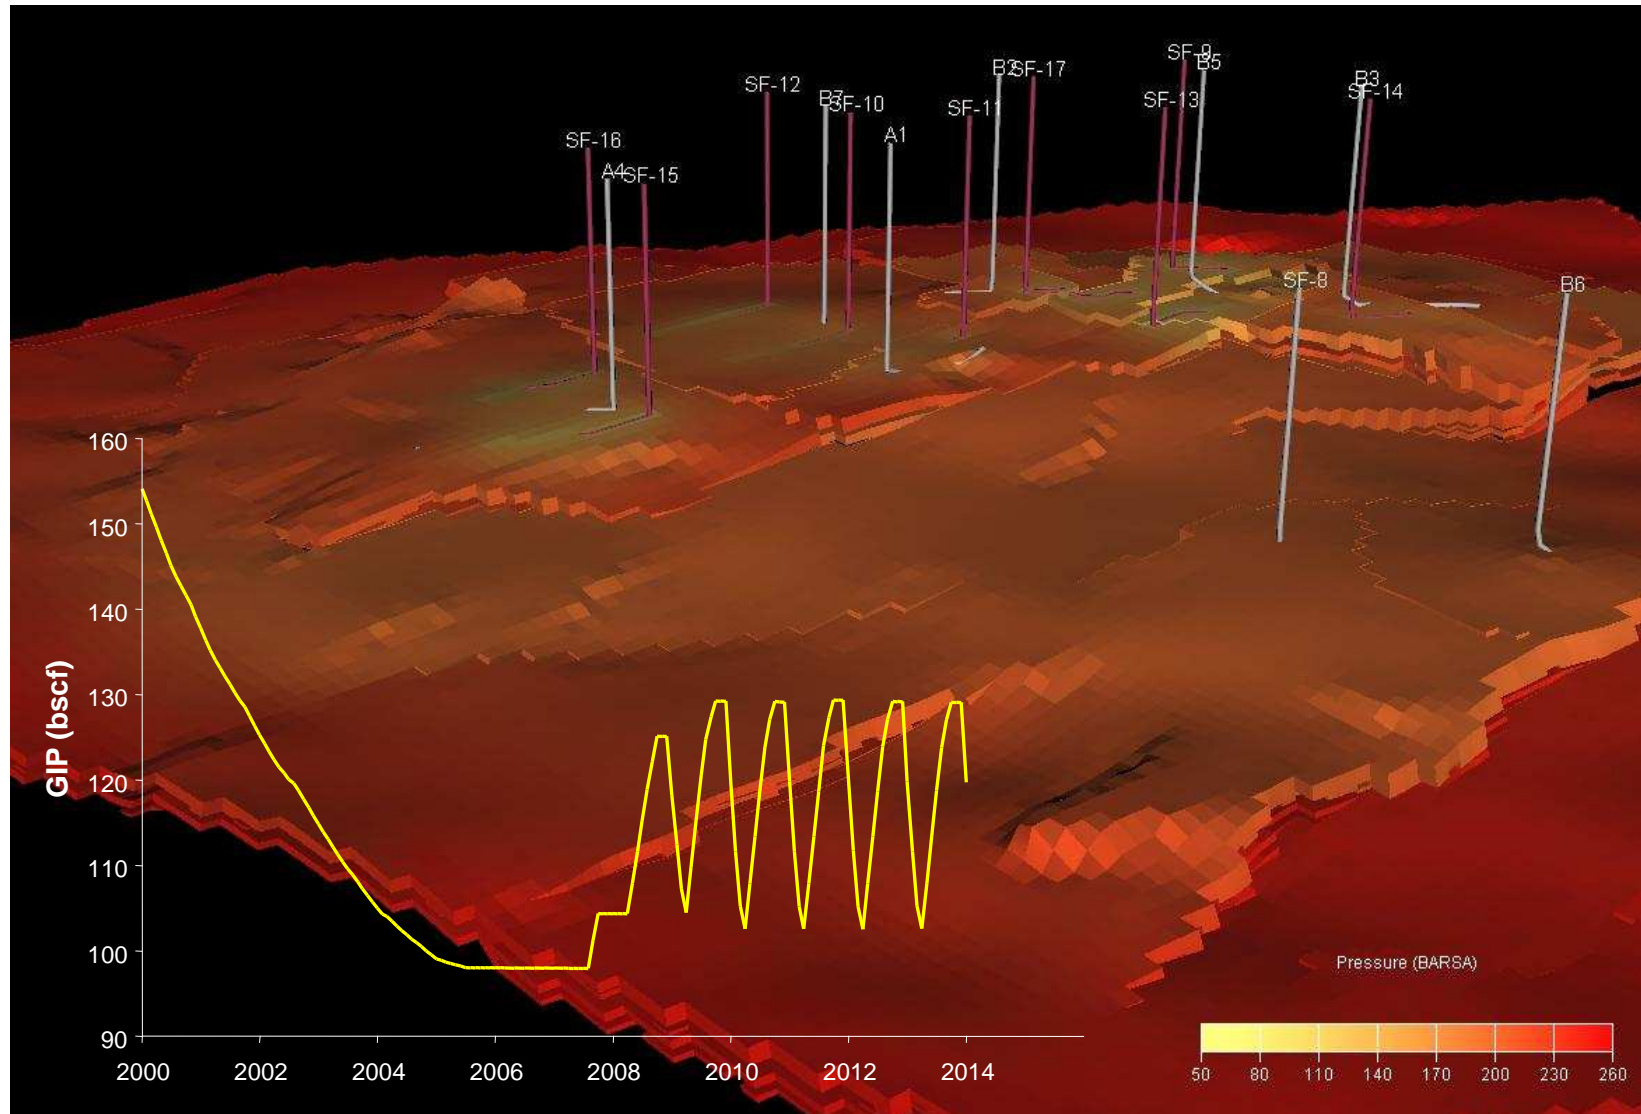 SF-9
B5
B2
SF-17
B3
SF-14
SF-12
B7
SF-10
SF-11
SF-13
A1
SF-16
A4
SF-15
SF-8
B6
160
150
140
130
120
110
100
90
GIP (bscf)
2000 2002 2004 2006 2008 2010 2012 2014
Pressure (BARSA)
50 80 110 140 170 200 230 260